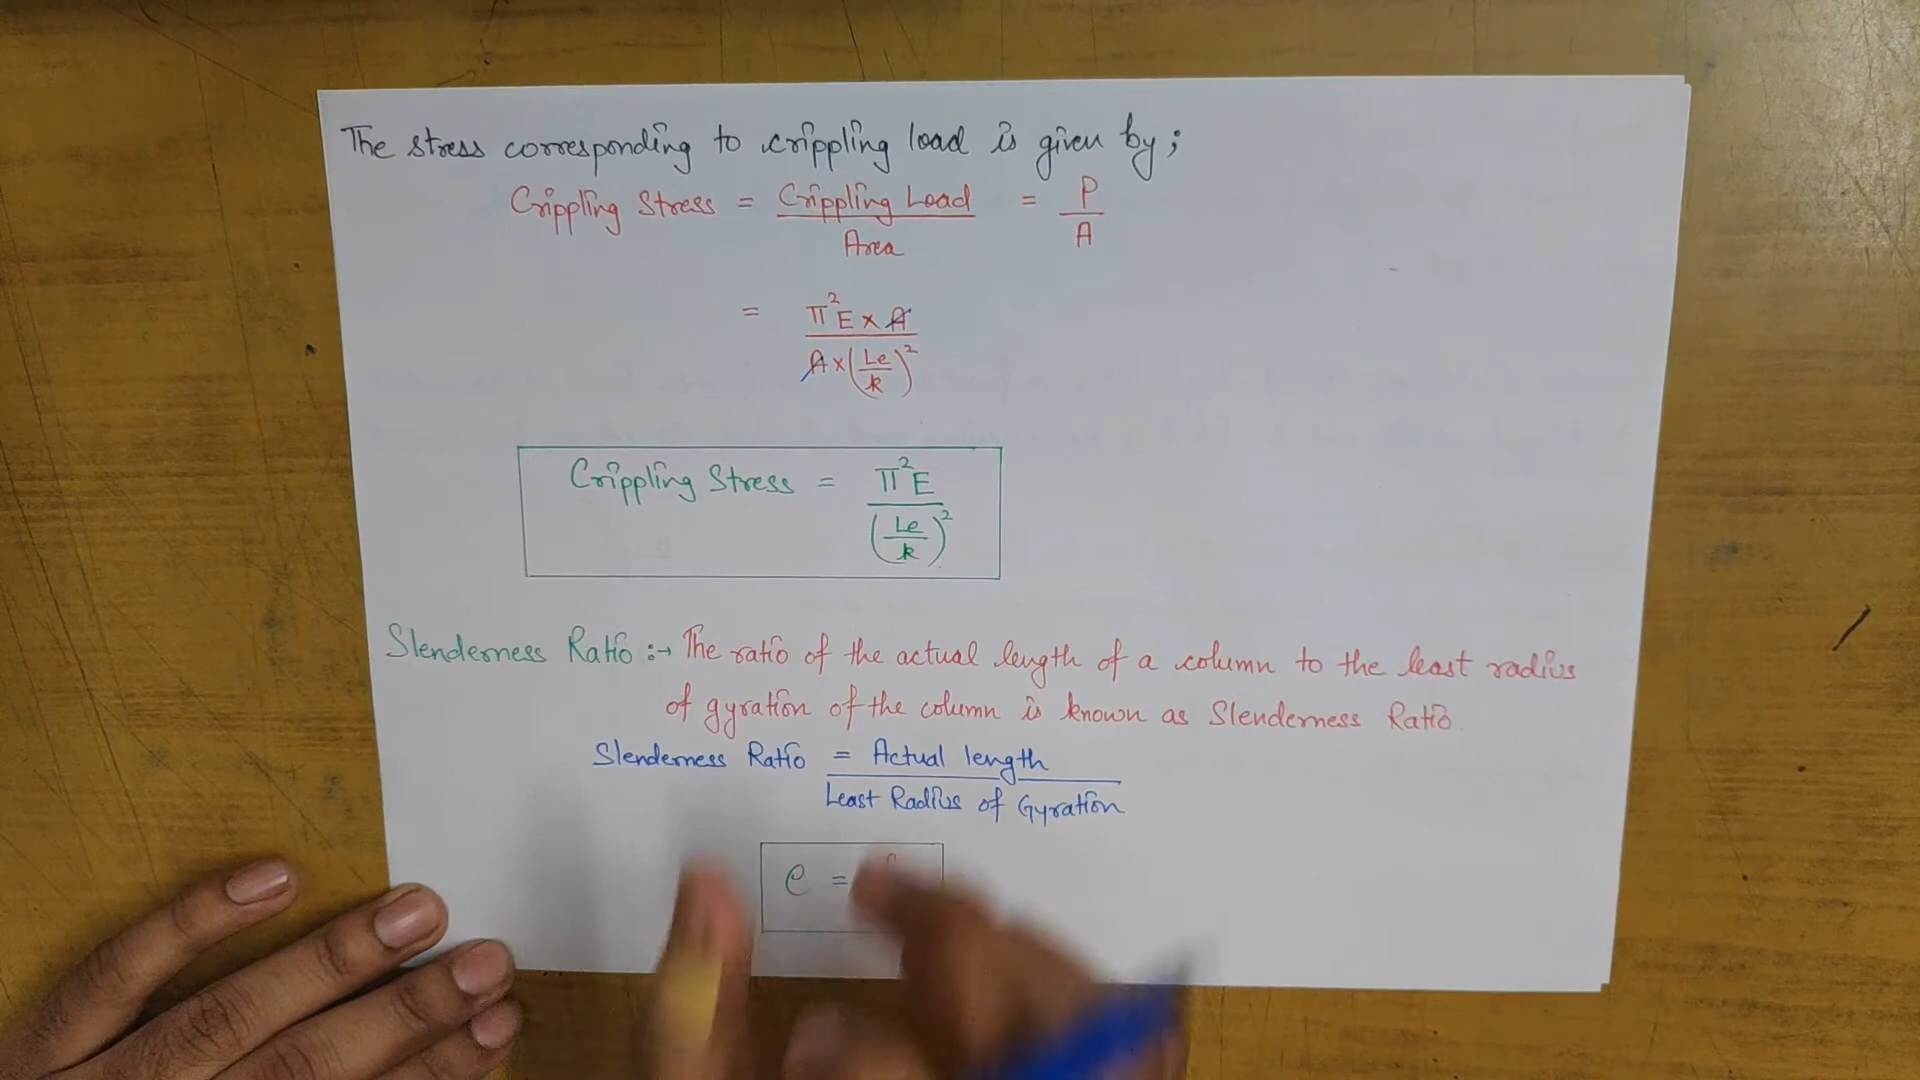 The stress corresponding to crippling load is given by;
Crippling Stress = Crippling Load / Area = P / A
= π²E × A / A × (Le/k)²
Crippling Stress = π²E / (Le/k)²
Slenderness Ratio :→ The ratio of the actual length of a column to the least radius
of gyration of the column is known as Slenderness Ratio.
Slenderness Ratio = Actual length / Least Radius of Gyration
=